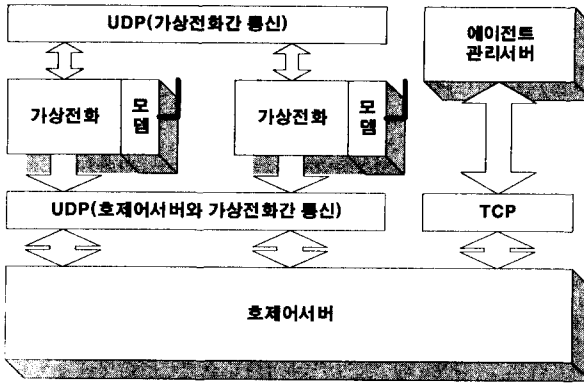 UDP(가상전화간 통신)
에이전트
관리서버
가상전화
모
뎀
가상전화
모
뎀
UDP(호제어서버와 가상전화간 통신)
TCP
호제어서버